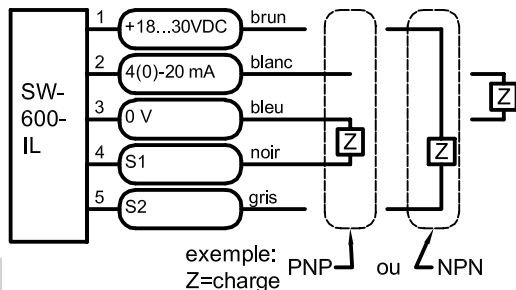 SW-
600-
IL
1 +18...30VDC brun
2 4(0)-20 mA blanc
3 0 V bleu
4 S1 noir
5 S2 gris
Z
Z
Z
exemple:
Z=charge
PNP ou NPN